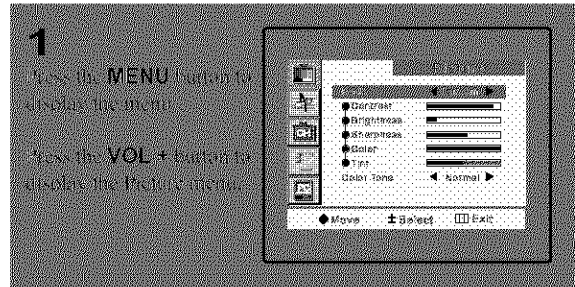 1
Press the MENU button to
display the menu.
Press the VOL + button to
display the Picture menu.
Picture
Contrast
Brightness
Sharpness
Color
Tint
Color Tone ◀ Normal ▶
Move ± Select Exit